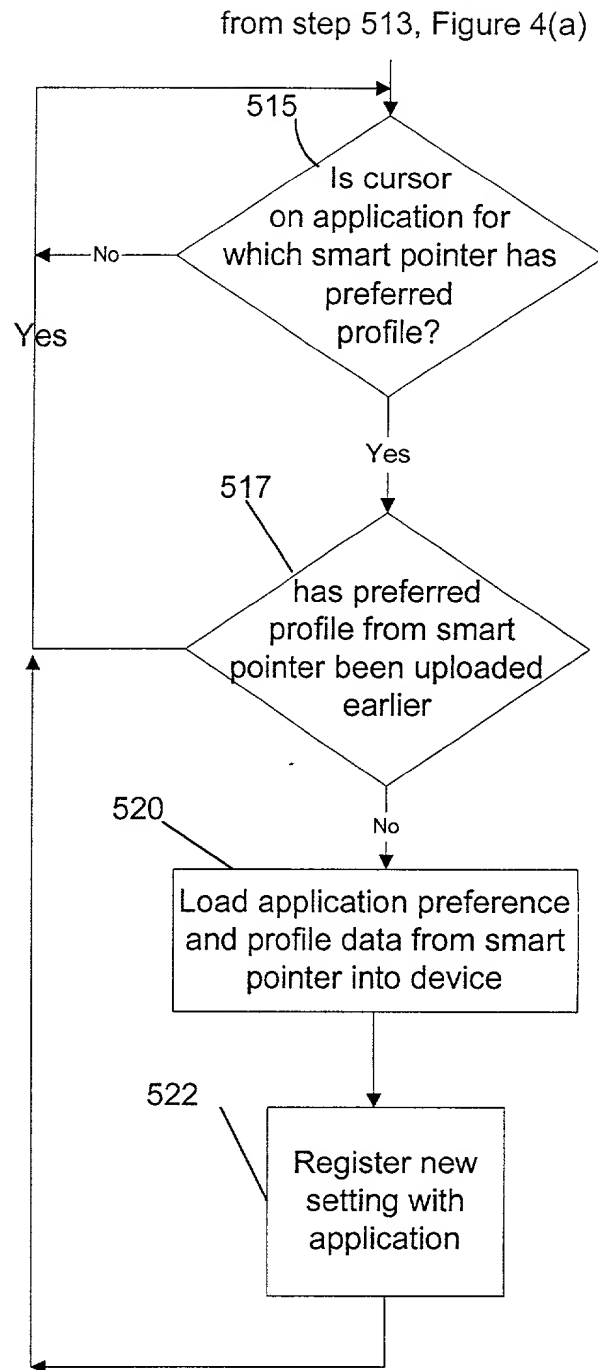 from step 513, Figure 4(a)
515
Is cursor
on application for
which smart pointer has
preferred
profile?
No
Yes
Yes
517
has preferred
profile from smart
pointer been uploaded
earlier
No
520
Load application preference
and profile data from smart
pointer into device
522
Register new
setting with
application